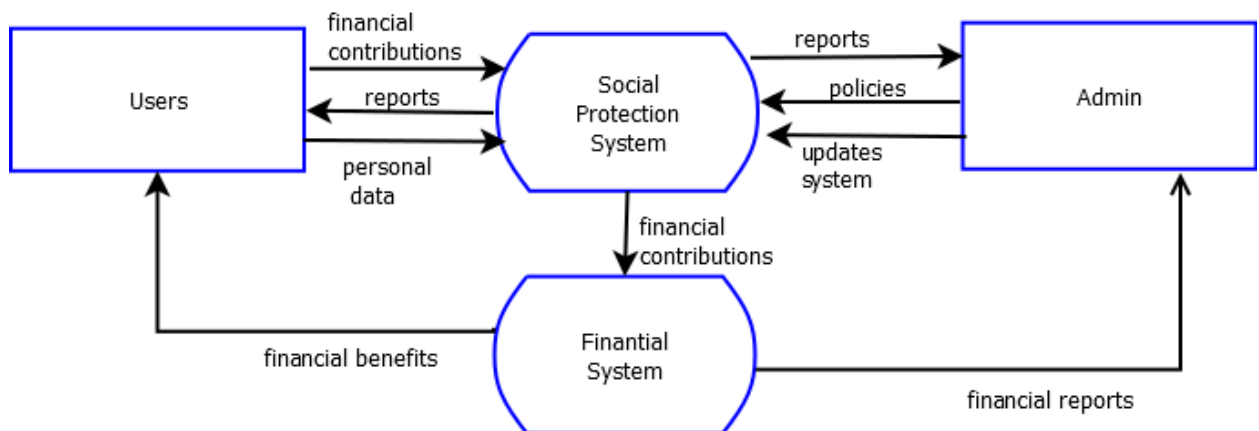 financial
contributions
reports
Users
reports
Social
Protection
System
policies
Admin
personal
data
updates
system
financial
contributions
financial benefits
Finantial
System
financial reports